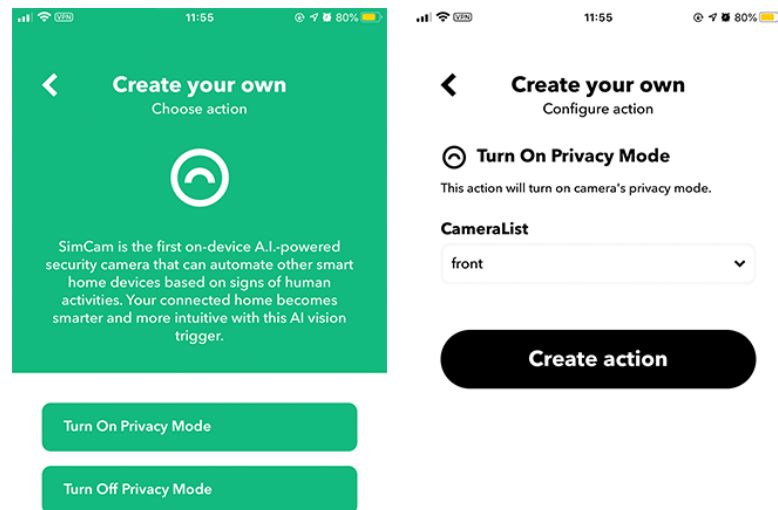 VPN 11:55 80%
Create your own
Choose action
SimCam is the first on-device A.I.-powered
security camera that can automate other smart
home devices based on signs of human
activities. Your connected home becomes
smarter and more intuitive with this AI vision
trigger.
Turn On Privacy Mode
Turn Off Privacy Mode
VPN 11:55 80%
Create your own
Configure action
Turn On Privacy Mode
This action will turn on camera's privacy mode.
CameraList
front
Create action